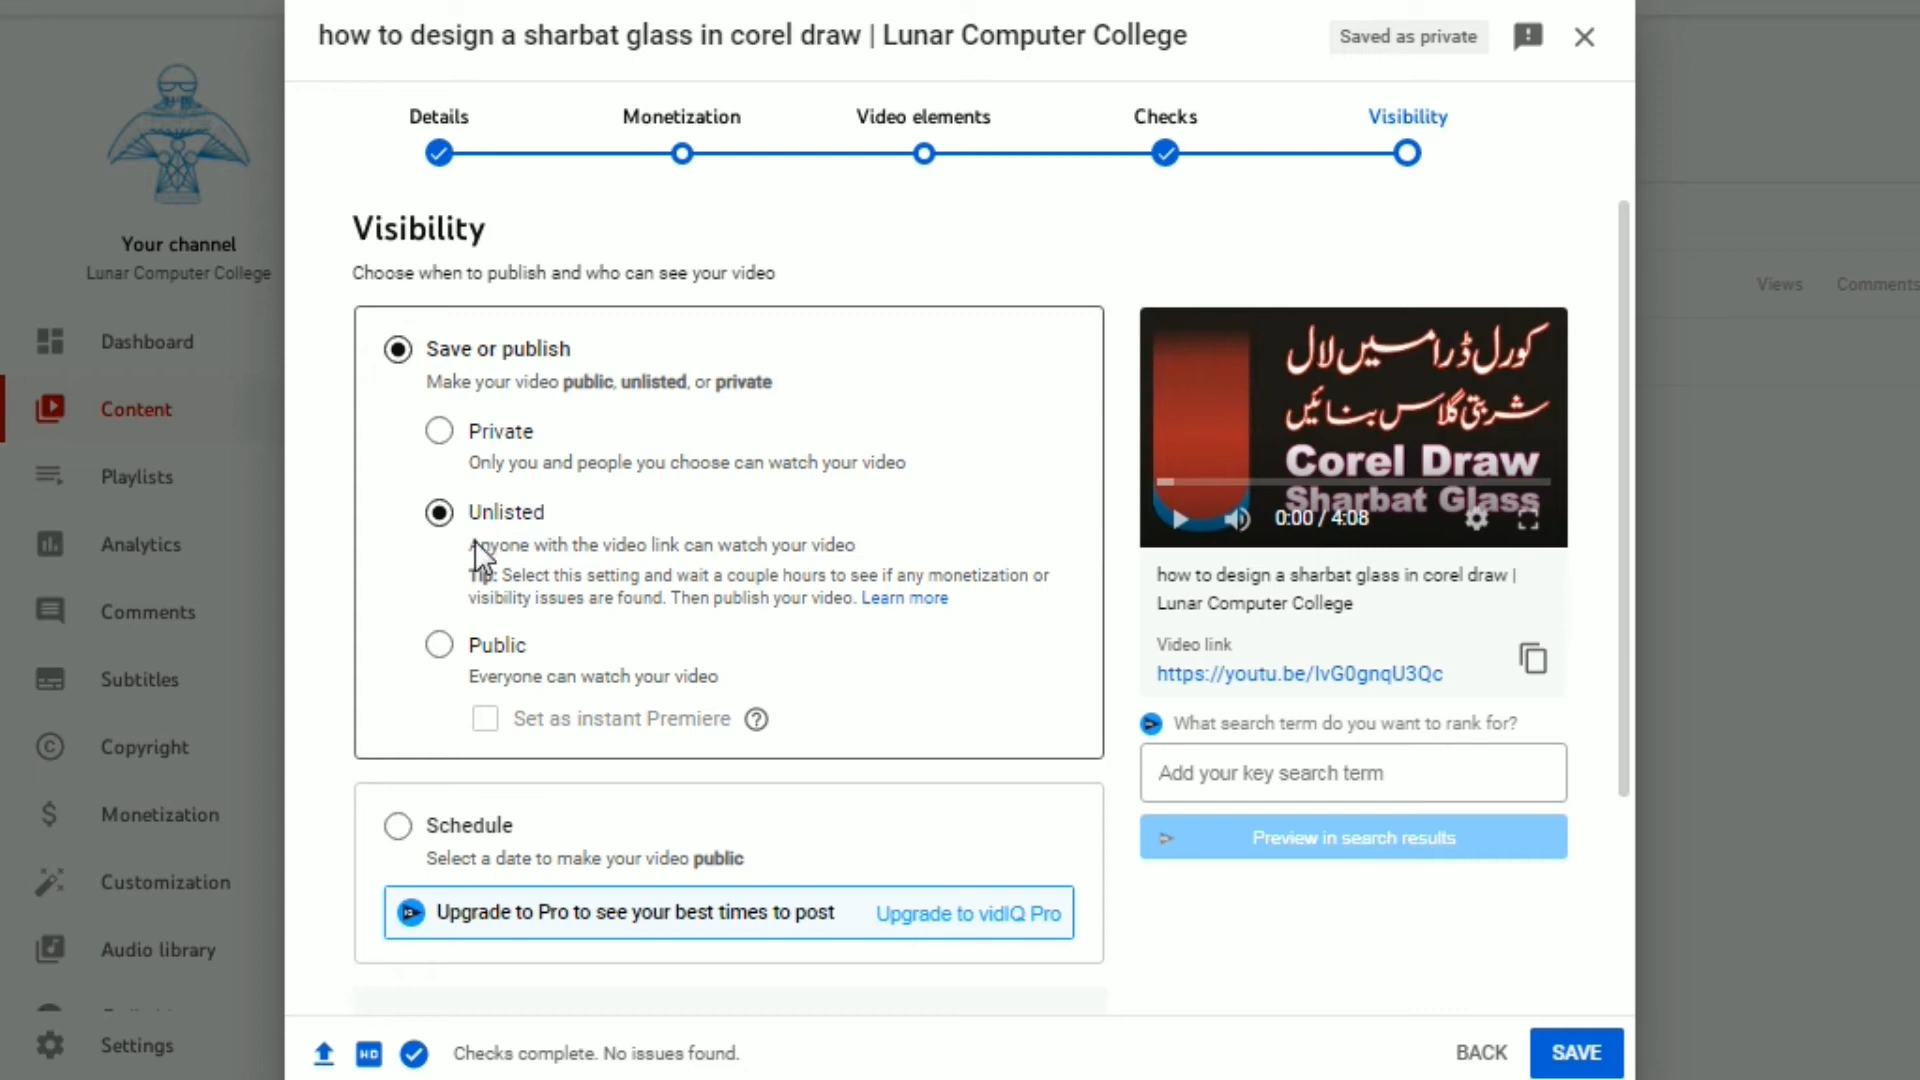 how to design a sharbat glass in corel draw | Lunar Computer College
Saved as private
Details
Monetization
Video elements
Checks
Visibility
Your channel
Lunar Computer College
Dashboard
Content
Playlists
Analytics
Comments
Subtitles
Copyright
Monetization
Customization
Audio library
Settings
Visibility
Choose when to publish and who can see your video
Save or publish
Make your video public, unlisted, or private
Private
Only you and people you choose can watch your video
Unlisted
Anyone with the video link can watch your video
Tip: Select this setting and wait a couple hours to see if any monetization or
visibility issues are found. Then publish your video. Learn more
Public
Everyone can watch your video
Set as instant Premiere
Schedule
Select a date to make your video public
Upgrade to Pro to see your best times to post
Upgrade to vidIQ Pro
Views
Comments
کورل ڈرا میں لال
شربتی گلاس بنائیں
Corel Draw
Sharbat Glass
0:00 / 4:08
how to design a sharbat glass in corel draw |
Lunar Computer College
Video link
https://youtu.be/IvG0gnqU3Qc
What search term do you want to rank for?
Add your key search term
Preview in search results
HD
Checks complete. No issues found.
BACK
SAVE